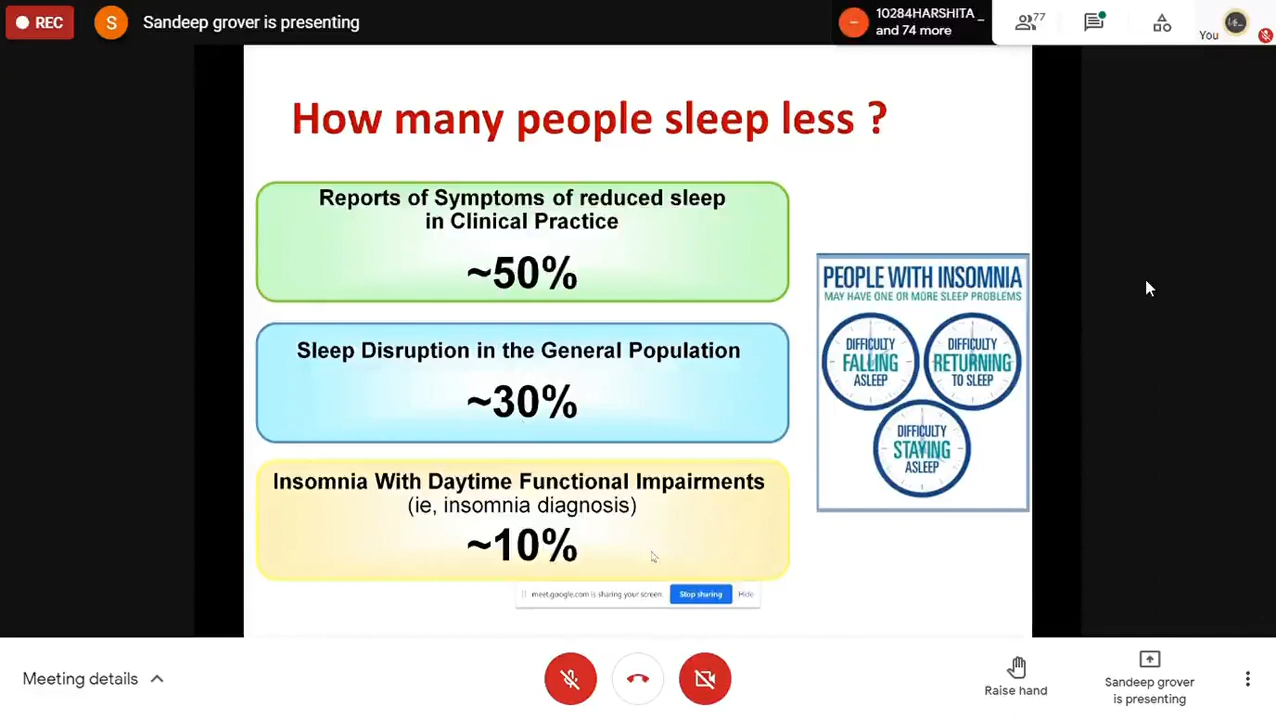 REC
S
Sandeep grover is presenting
10284HARSHITA _
and 74 more
77
You
How many people sleep less ?
Reports of Symptoms of reduced sleep
in Clinical Practice
~50%
Sleep Disruption in the General Population
~30%
Insomnia With Daytime Functional Impairments
(ie, insomnia diagnosis)
~10%
PEOPLE WITH INSOMNIA
MAY HAVE ONE OR MORE SLEEP PROBLEMS
DIFFICULTY
FALLING
ASLEEP
DIFFICULTY
RETURNING
TO SLEEP
DIFFICULTY
STAYING
ASLEEP
meet.google.com is sharing your screen.
Stop sharing
Hide
Meeting details
Raise hand
Sandeep grover
is presenting